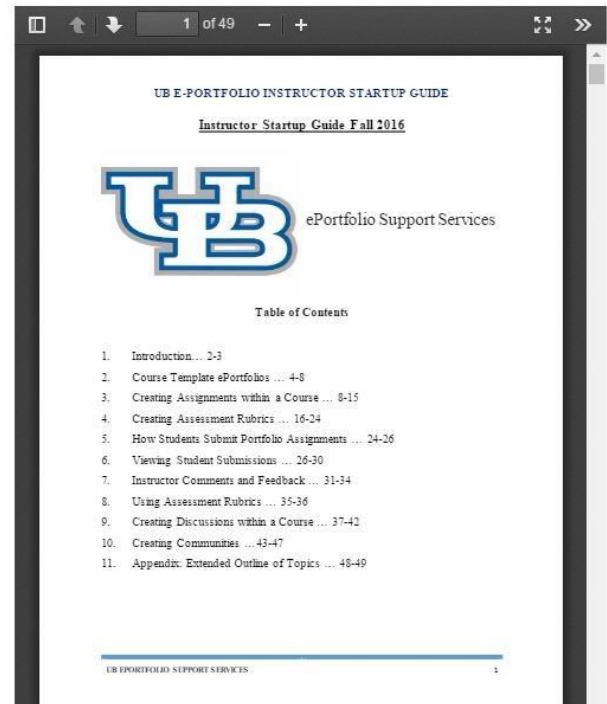 1 of 49
UB E-PORTFOLIO INSTRUCTOR STARTUP GUIDE
Instructor Startup Guide Fall 2016
UB
ePortfolio Support Services
Table of Contents
1. Introduction… 2-3
2. Course Template ePortfolios … 4-8
3. Creating Assignments within a Course … 8-15
4. Creating Assessment Rubrics … 16-24
5. How Students Submit Portfolio Assignments … 24-26
6. Viewing Student Submissions … 26-30
7. Instructor Comments and Feedback … 31-34
8. Using Assessment Rubrics … 35-36
9. Creating Discussions within a Course … 37-42
10. Creating Communities … 43-47
11. Appendix: Extended Outline of Topics … 48-49
UB EPORTFOLIO SUPPORT SERVICES 1